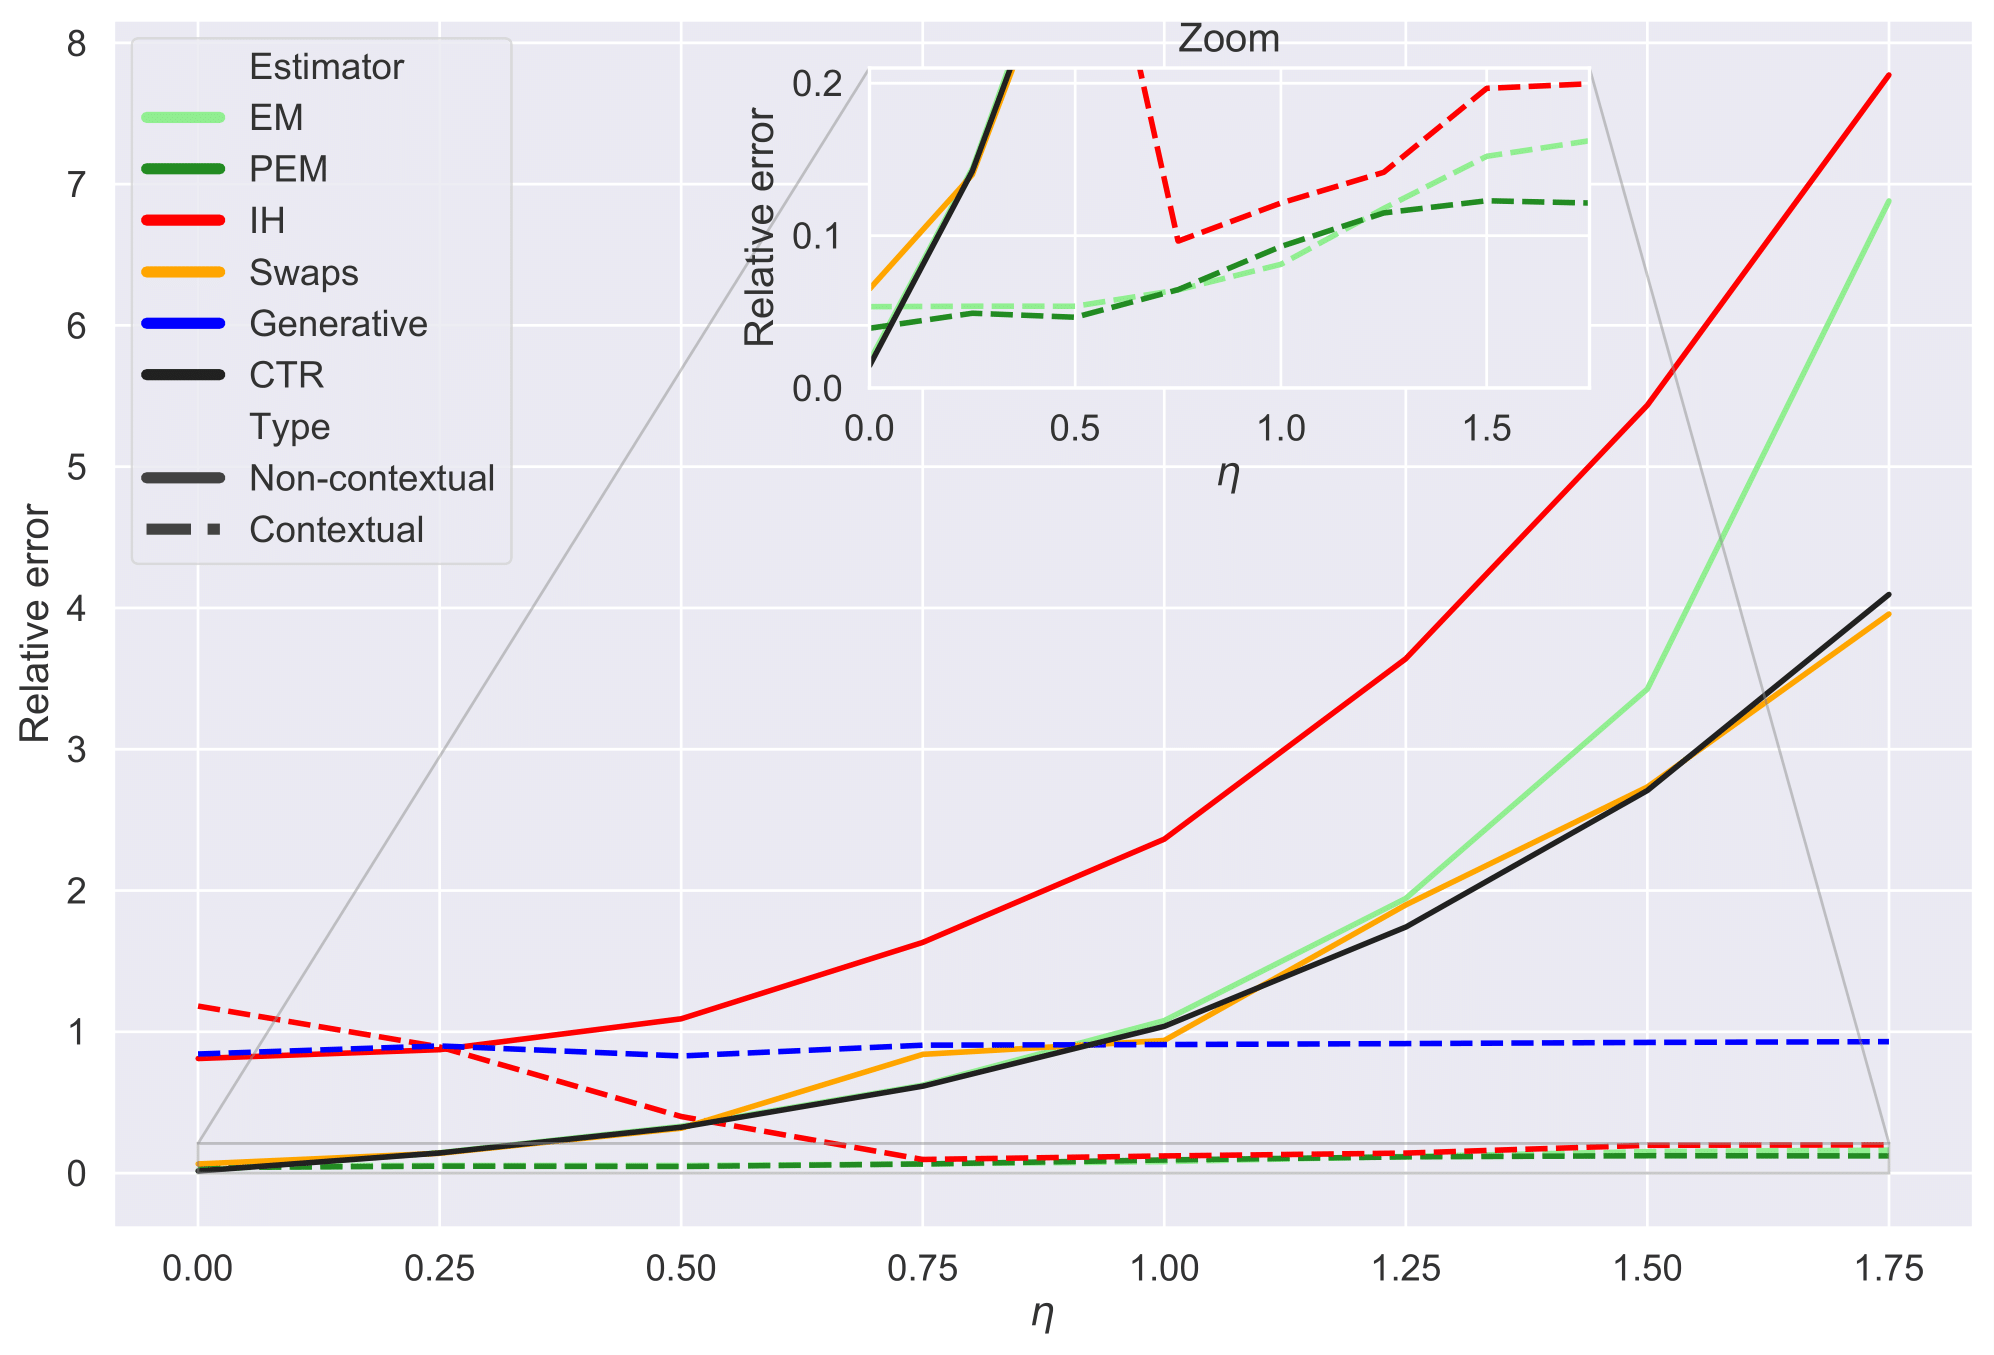 8
7
6
5
4
3
2
1
0
Relative error
Estimator
EM
PEM
IH
Swaps
Generative
CTR
Type
Non-contextual
Contextual
Zoom
0.2
0.1
0.0
Relative error
0.0 0.5 1.0 1.5
η
0.00 0.25 0.50 0.75 1.00 1.25 1.50 1.75
η